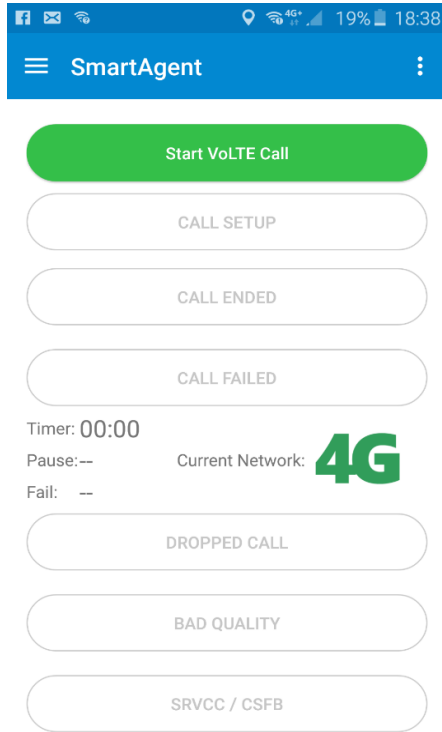 4G+ 19% 18:38
SmartAgent
Start VoLTE Call
CALL SETUP
CALL ENDED
CALL FAILED
Timer: 00:00
Pause:--
Current Network: 4G
Fail: --
DROPPED CALL
BAD QUALITY
SRVCC / CSFB